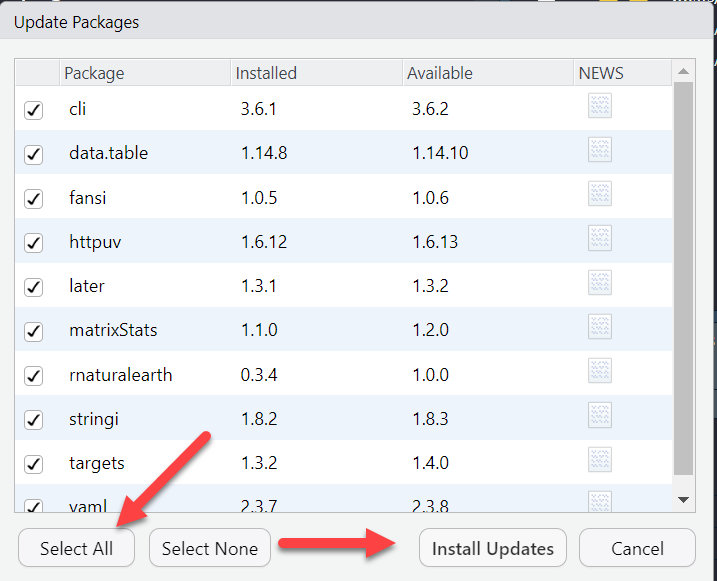 Update Packages
Package Installed Available NEWS
cli 3.6.1 3.6.2
data.table 1.14.8 1.14.10
fansi 1.0.5 1.0.6
httpuv 1.6.12 1.6.13
later 1.3.1 1.3.2
matrixStats 1.1.0 1.2.0
rnaturalearth 0.3.4 1.0.0
stringi 1.8.2 1.8.3
targets 1.3.2 1.4.0
yaml 2.3.7 2.3.8
Select All Select None Install Updates Cancel